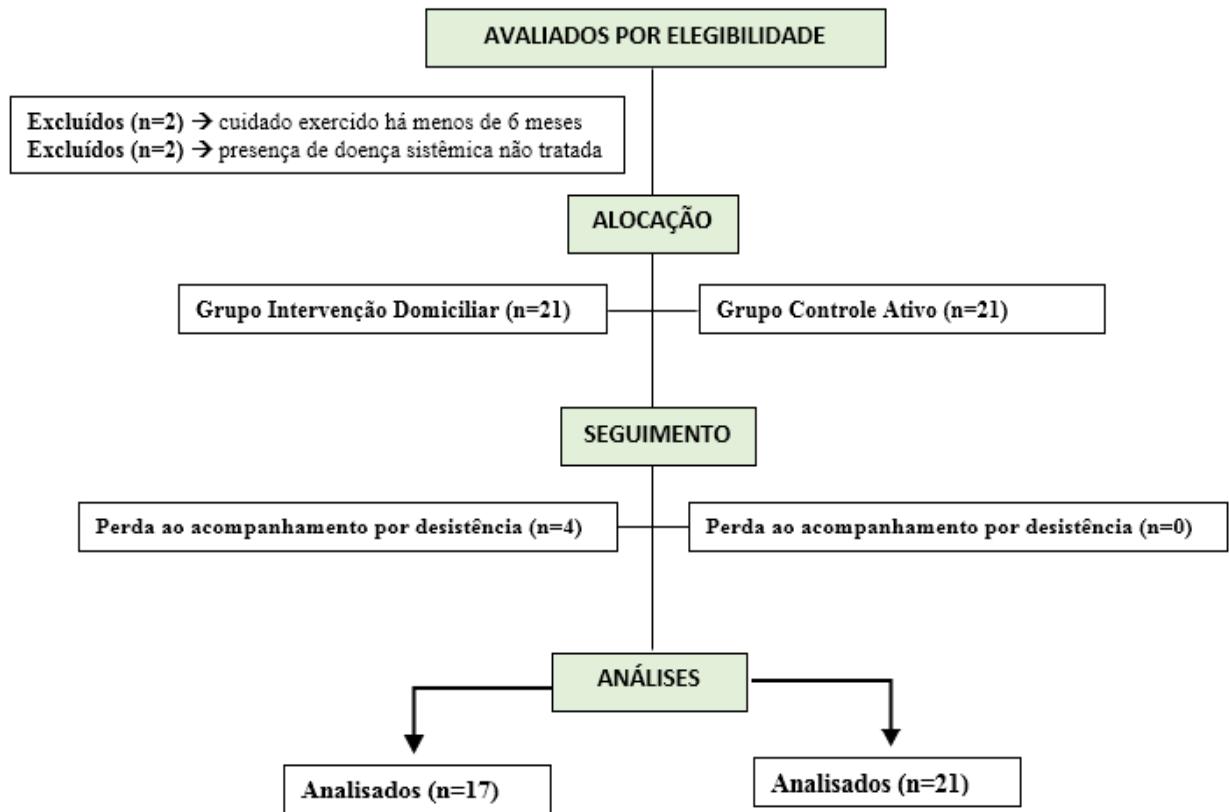 AVALIADOS POR ELEGIBILIDADE
Excluídos (n=2) → cuidado exercido há menos de 6 meses
Excluídos (n=2) → presença de doença sistêmica não tratada
ALOCAÇÃO
Grupo Intervenção Domiciliar (n=21)
Grupo Controle Ativo (n=21)
SEGUIMENTO
Perda ao acompanhamento por desistência (n=4)
Perda ao acompanhamento por desistência (n=0)
ANÁLISES
Analisados (n=17)
Analisados (n=21)